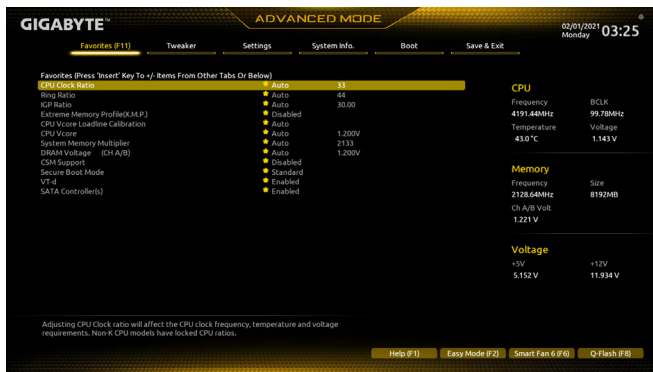 GIGABYTE™
ADVANCED MODE
02/01/2021
Monday
03:25
Favorites (F11) Tweaker Settings System Info. Boot Save & Exit
Favorites (Press 'Insert' Key To +/- Items From Other Tabs Or Below)
CPU Clock Ratio Auto 33
Ring Ratio Auto 44
IGP Ratio Auto 30.00
Extreme Memory Profile(X.M.P.) Disabled
CPU Vcore Loadline Calibration Auto
CPU Vcore Auto 1.200V
System Memory Multiplier Auto 2133
DRAM Voltage (CH A/B) Auto 1.200V
CSM Support Disabled
Secure Boot Mode Standard
VT-d Enabled
SATA Controller(s) Enabled
CPU
Frequency BCLK
4191.44MHz 99.78MHz
Temperature Voltage
43.0 °C 1.143 V
Memory
Frequency Size
2128.64MHz 8192MB
Ch A/B Volt
1.221 V
Voltage
+5V +12V
5.152 V 11.934 V
Adjusting CPU Clock ratio will affect the CPU clock frequency, temperature and voltage
requirements. Non-K CPU models have locked CPU ratios.
Help (F1) Easy Mode (F2) Smart Fan 6 (F6) Q-Flash (F8)